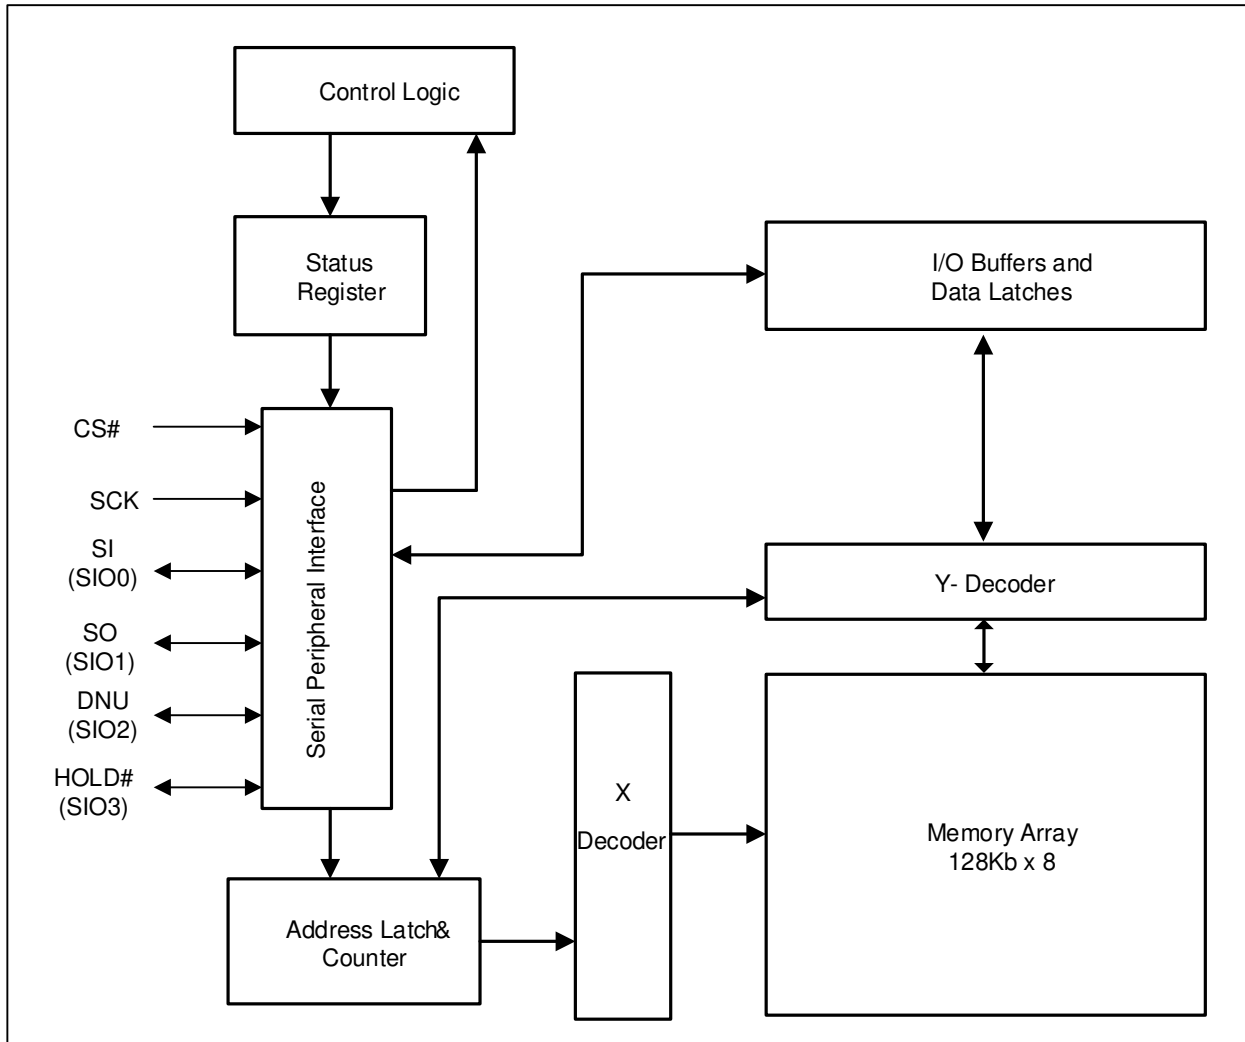 Control Logic
Status
Register
I/O Buffers and
Data Latches
CS#
SCK
SI
(SIO0)
SO
(SIO1)
DNU
(SIO2)
HOLD#
(SIO3)
Serial Peripheral Interface
Y- Decoder
X
Decoder
Memory Array
128Kb x 8
Address Latch&
Counter